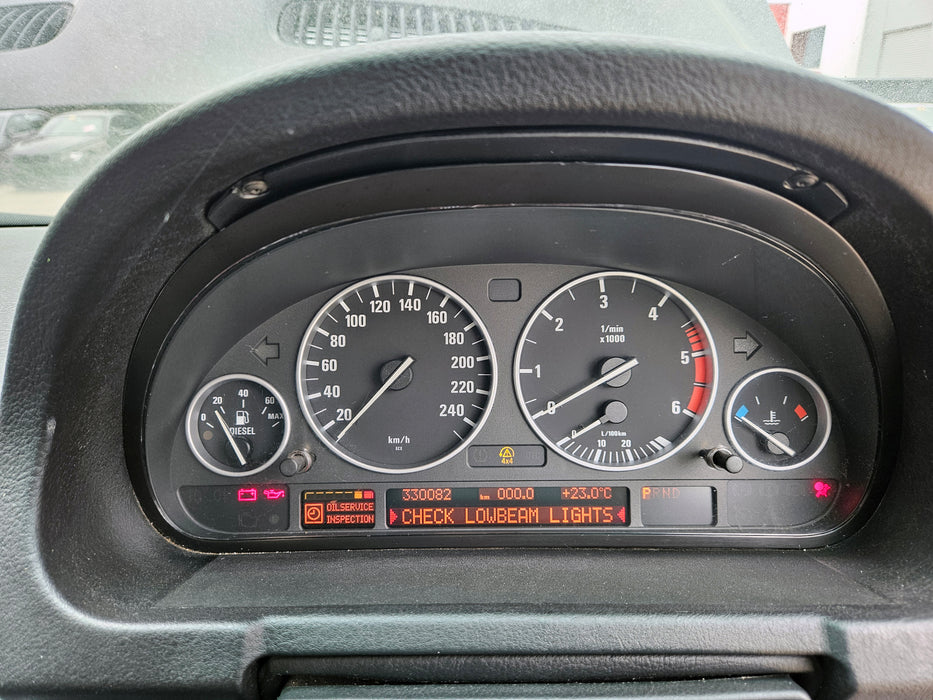 20
40
60
80
100
120
140
160
180
200
220
240
km/h
0
1
2
3
4
5
6
1/min
x1000
0
10
20
L/100km
0
20
40
60
MAX
DIESEL
4x4
OILSERVICE
INSPECTION
330082 km 000.0 +23.0°C
CHECK LOWBEAM LIGHTS
PRND